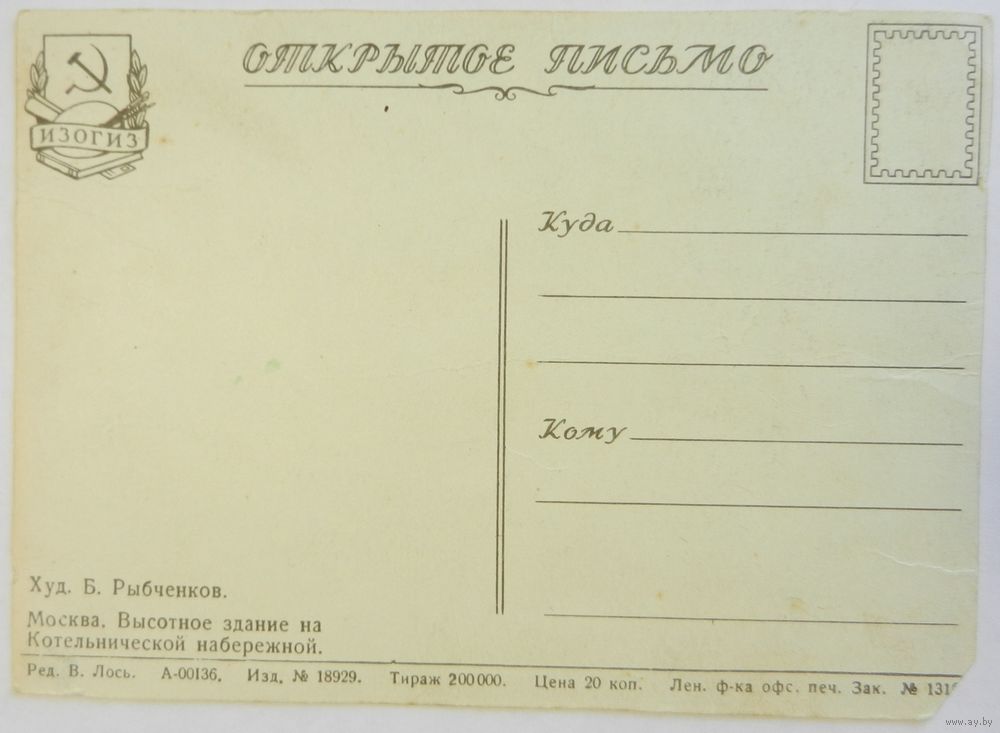 ОТКРЫТОЕ ПИСЬМО
ИЗОГИЗ
Куда
Кому
Худ. Б. Рыбченков.
Москва. Высотное здание на
Котельнической набережной.
Ред. В. Лось. А-00136. Изд. № 18929. Тираж 200000. Цена 20 коп. Лен. ф-ка офс. печ. Зак. №
www.ay.by